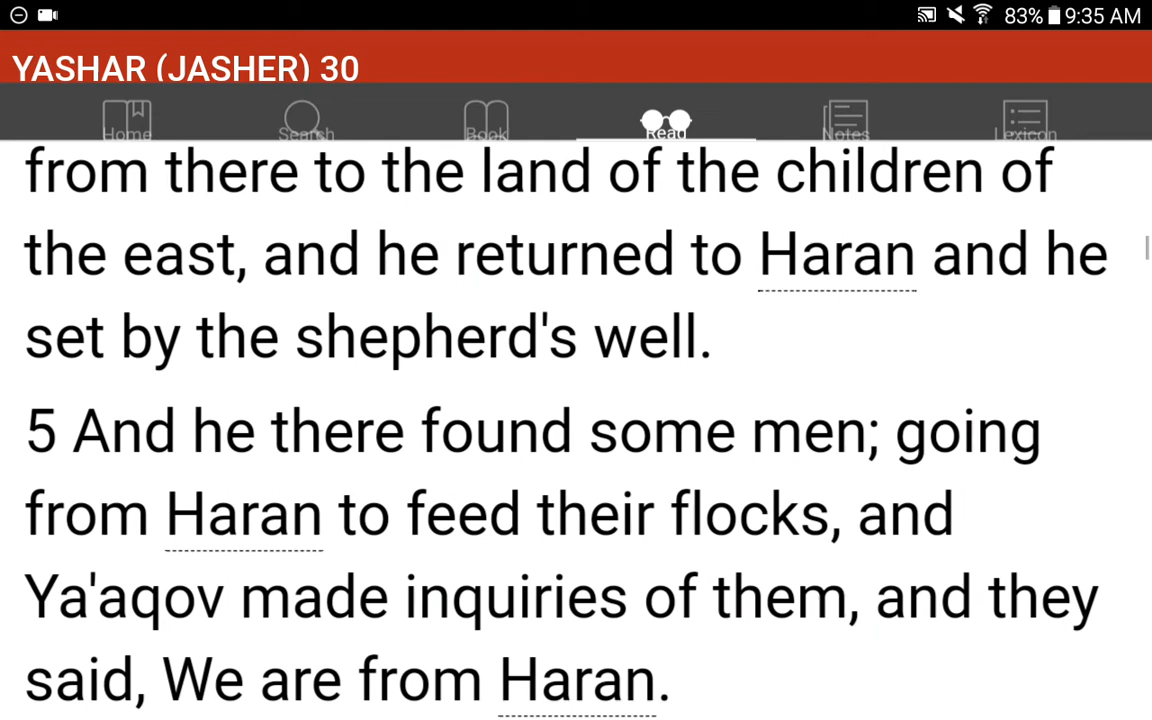 83% 9:35 AM
YASHAR (JASHER) 30
Home Search Book Read Notes Lexicon
from there to the land of the children of
the east, and he returned to Haran and he
set by the shepherd's well.
5 And he there found some men; going
from Haran to feed their flocks, and
Ya'aqov made inquiries of them, and they
said, We are from Haran.